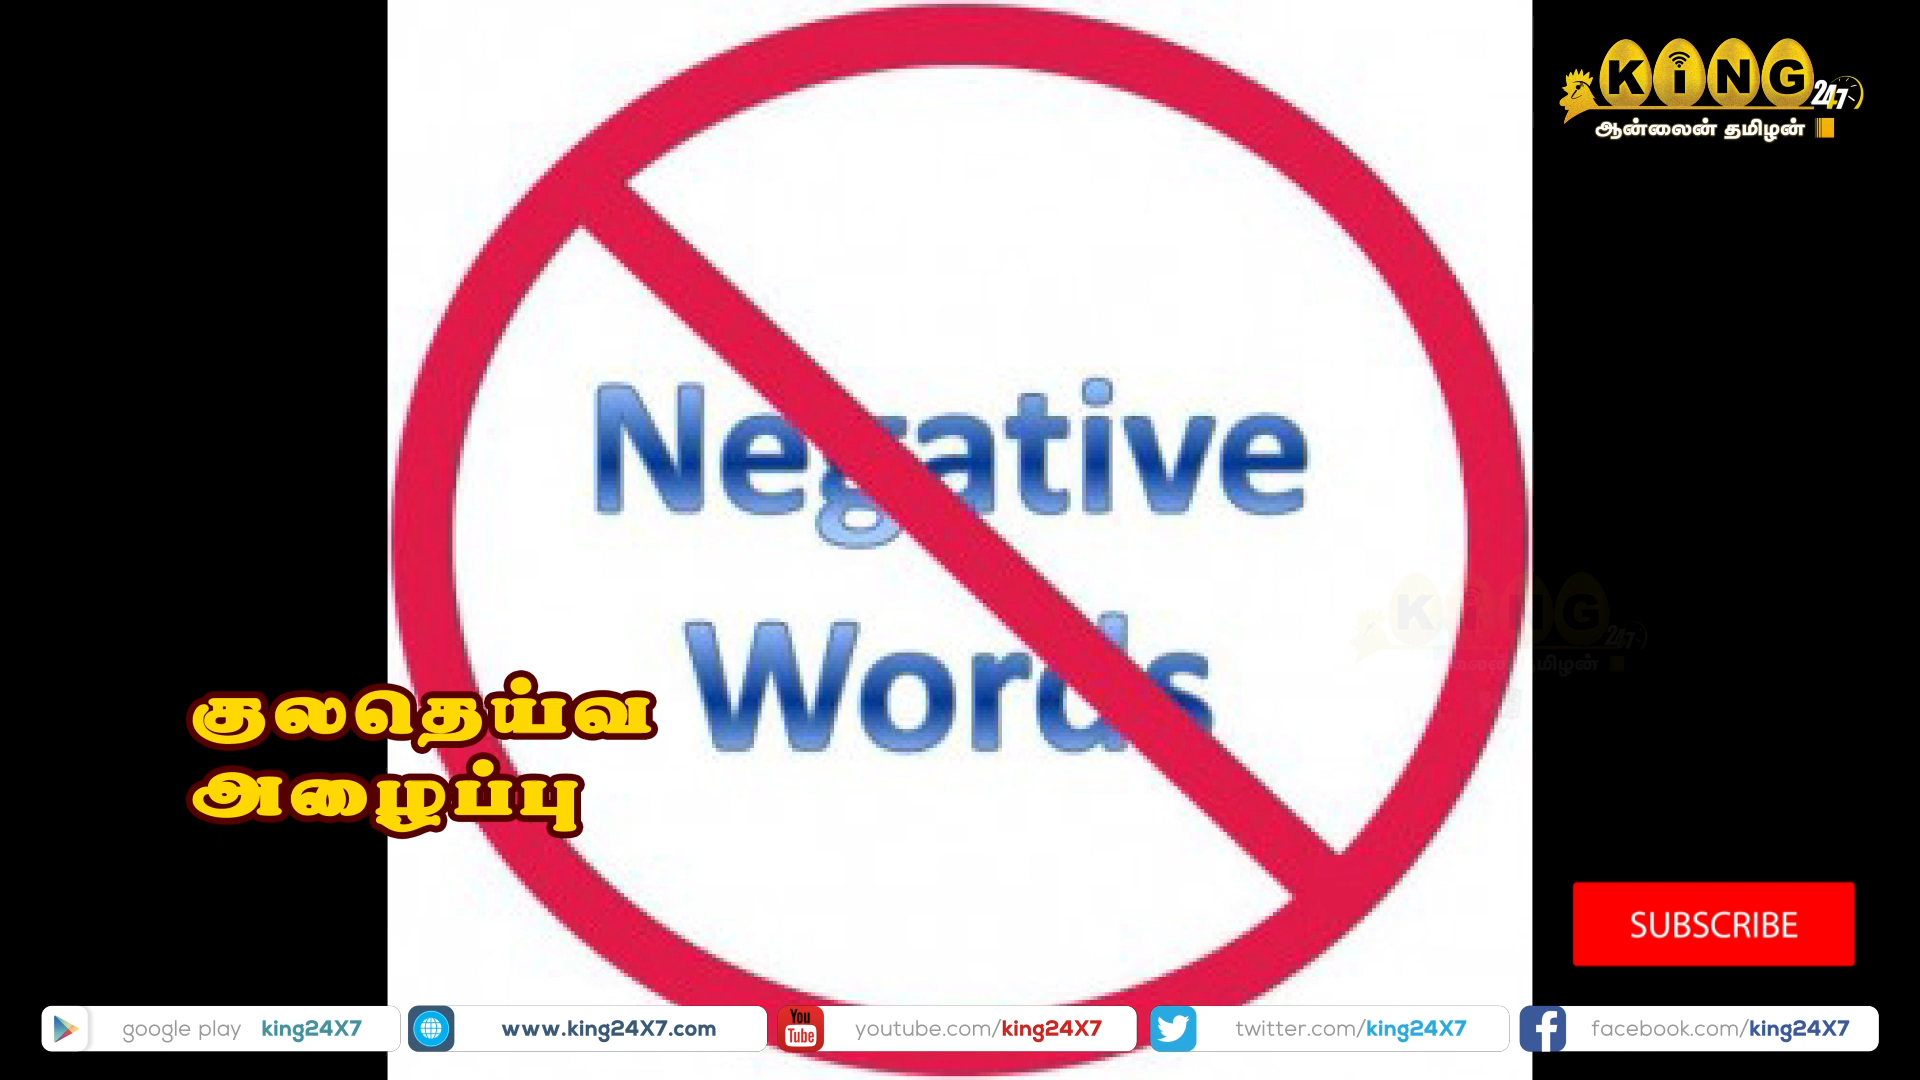 KiNG
24/7
ஆன்லைன் தமிழன்
Negative
Words
குலதெய்வ
அழைப்பு
SUBSCRIBE
google play king24X7
www.king24X7.com
You
Tube
youtube.com/king24X7
twitter.com/king24X7
facebook.com/king24X7